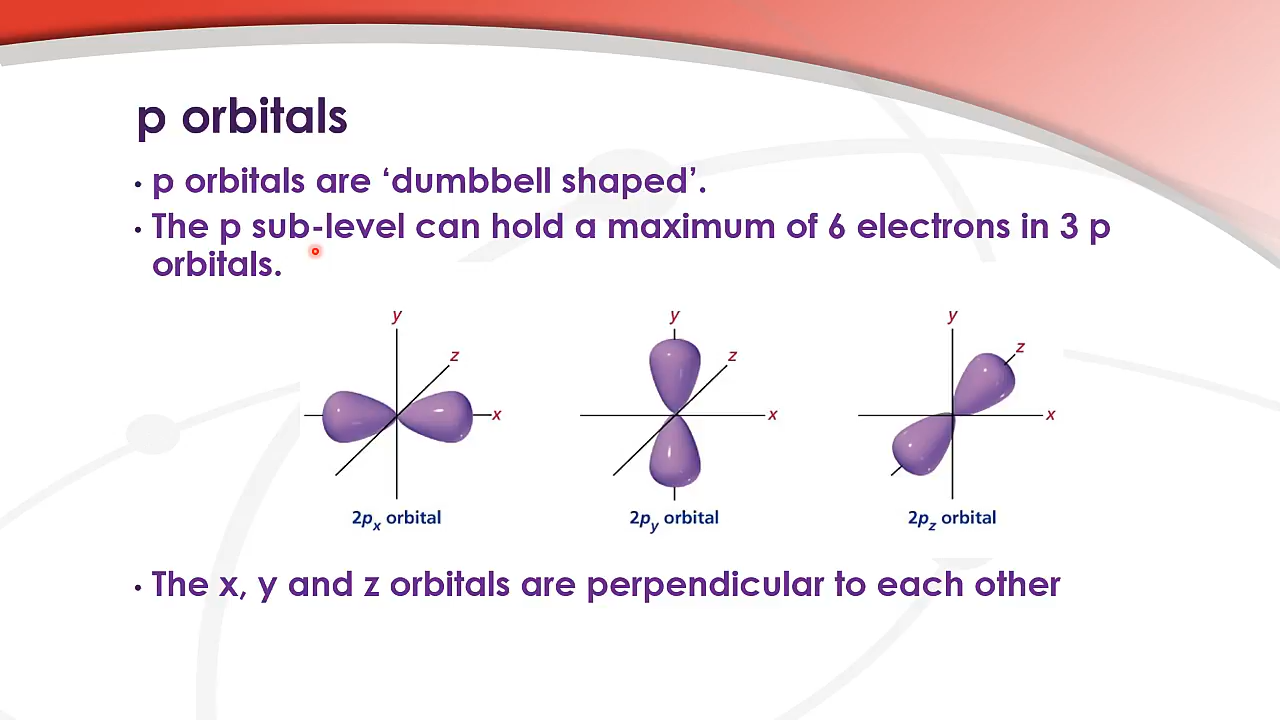 p orbitals
• p orbitals are ‘dumbbell shaped’.
• The p sub-level can hold a maximum of 6 electrons in 3 p
orbitals.
y
z
x
2px orbital
y
z
x
2py orbital
y
z
x
2pz orbital
• The x, y and z orbitals are perpendicular to each other